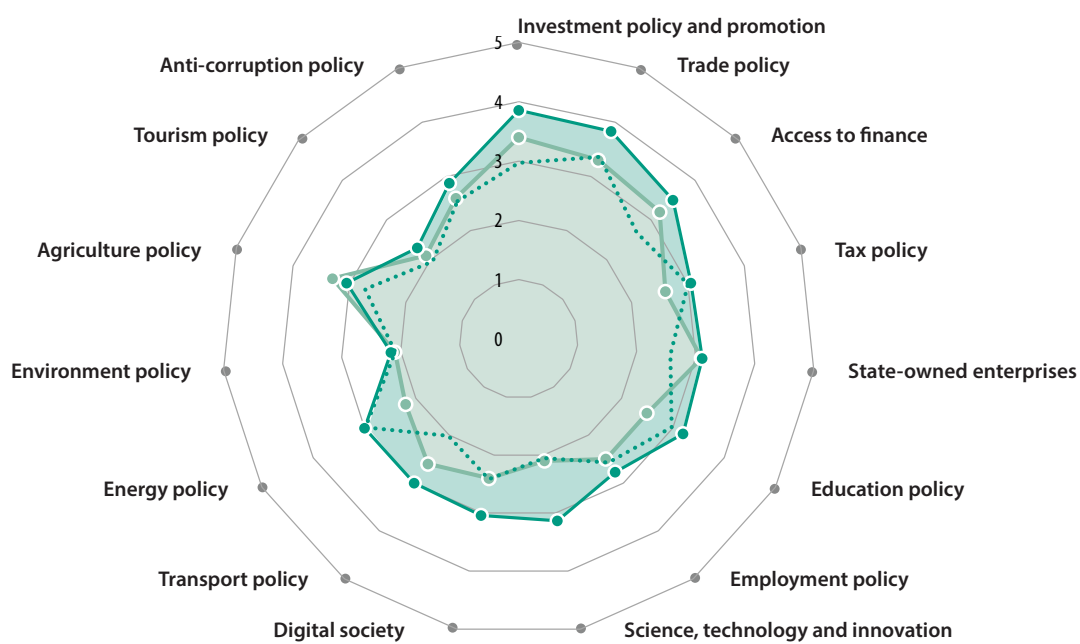 Investment policy and promotion
5
Anti-corruption policy
Trade policy
4
Tourism policy
Access to finance
3
2
Agriculture policy
Tax policy
1
0
Environment policy
State-owned enterprises
Energy policy
Education policy
Transport policy
Employment policy
Digital society
Science, technology and innovation